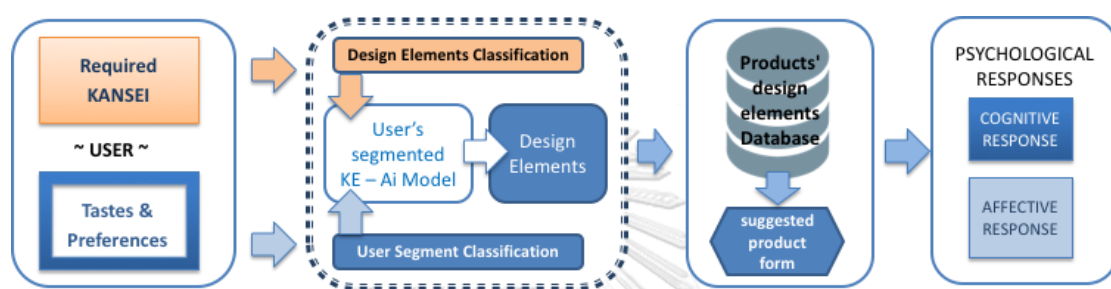 Required
KANSEI
~ USER ~
Tastes &
Preferences
Design Elements Classification
User's
segmented
KE – Ai Model
Design
Elements
User Segment Classification
Products'
design
elements
Database
suggested
product
form
PSYCHOLOGICAL
RESPONSES
COGNITIVE
RESPONSE
AFFECTIVE
RESPONSE